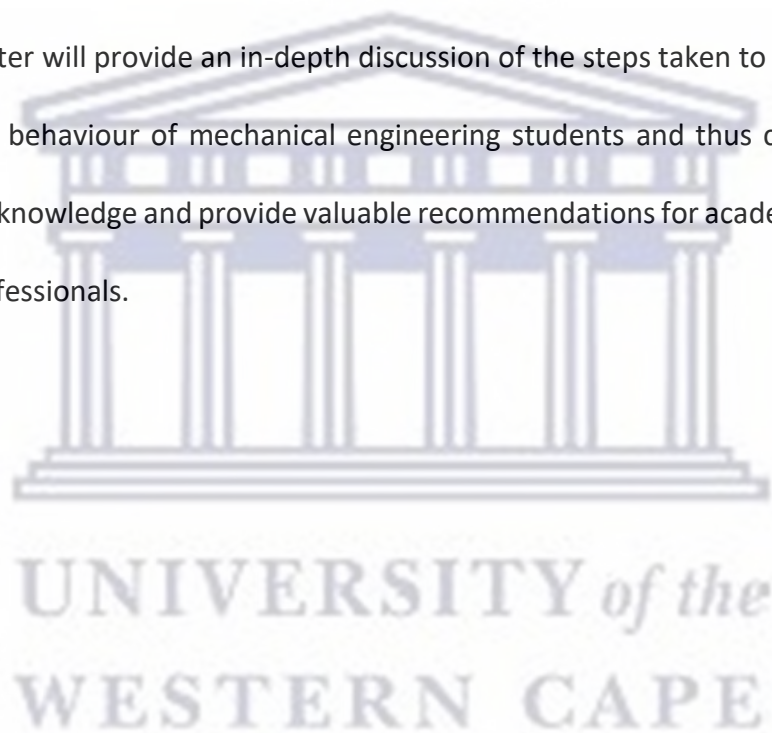 ter will provide an in-depth discussion of the steps taken to
behaviour of mechanical engineering students and thus
knowledge and provide valuable recommendations for acade
fessionals.
UNIVERSITY of the
WESTERN CAPE